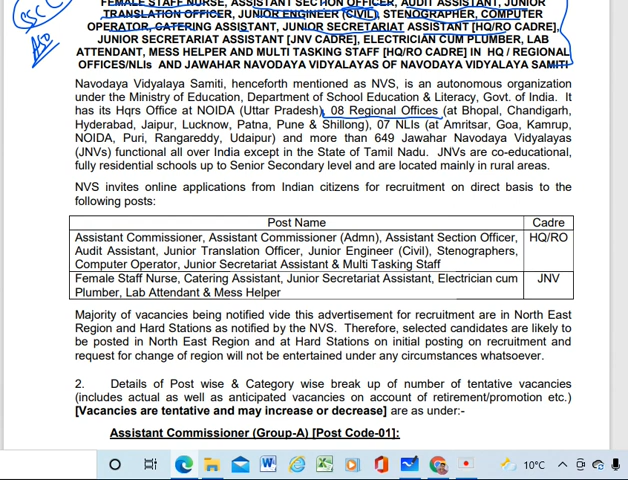 FEMALE STAFF NURSE, ASSISTANT SECTION OFFICER, AUDIT ASSISTANT, JUNIOR
TRANSLATION OFFICER, JUNIOR ENGINEER (CIVIL), STENOGRAPHER, COMPUTER
OPERATOR, CATERING ASSISTANT, JUNIOR SECRETARIAT ASSISTANT [HQ/RO CADRE],
JUNIOR SECRETARIAT ASSISTANT [JNV CADRE], ELECTRICIAN CUM PLUMBER, LAB
ATTENDANT, MESS HELPER AND MULTI TASKING STAFF [HQ/RO CADRE] IN HQ / REGIONAL
OFFICES/NLIs AND JAWAHAR NAVODAYA VIDYALAYAS OF NAVODAYA VIDYALAYA SAMITI
SSC C
ASO
Navodaya Vidyalaya Samiti, henceforth mentioned as NVS, is an autonomous organization
under the Ministry of Education, Department of School Education & Literacy, Govt. of India. It
has its Hqrs Office at NOIDA (Uttar Pradesh), 08 Regional Offices (at Bhopal, Chandigarh,
Hyderabad, Jaipur, Lucknow, Patna, Pune & Shillong), 07 NLIs (at Amritsar, Goa, Kamrup,
NOIDA, Puri, Rangareddy, Udaipur) and more than 649 Jawahar Navodaya Vidyalayas
(JNVs) functional all over India except in the State of Tamil Nadu. JNVs are co-educational,
fully residential schools up to Senior Secondary level and are located mainly in rural areas.
NVS invites online applications from Indian citizens for recruitment on direct basis to the
following posts:
Post Name Cadre
Assistant Commissioner, Assistant Commissioner (Admn), Assistant Section Officer, HQ/RO
Audit Assistant, Junior Translation Officer, Junior Engineer (Civil), Stenographers,
Computer Operator, Junior Secretariat Assistant & Multi Tasking Staff
Female Staff Nurse, Catering Assistant, Junior Secretariat Assistant, Electrician cum JNV
Plumber, Lab Attendant & Mess Helper
Majority of vacancies being notified vide this advertisement for recruitment are in North East
Region and Hard Stations as notified by the NVS. Therefore, selected candidates are likely to
be posted in North East Region and at Hard Stations on initial posting on recruitment and
request for change of region will not be entertained under any circumstances whatsoever.
2. Details of Post wise & Category wise break up of number of tentative vacancies
(includes actual as well as anticipated vacancies on account of retirement/promotion etc.)
[Vacancies are tentative and may increase or decrease] are as under:-
Assistant Commissioner (Group-A) [Post Code-01]:
10°C